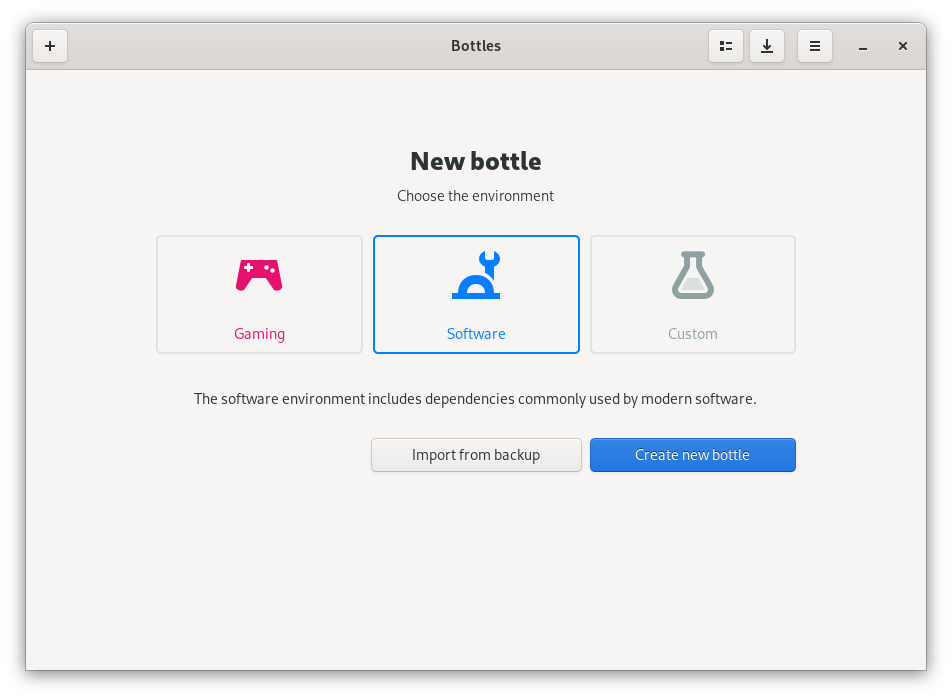 Bottles
New bottle
Choose the environment
Gaming
Software
Custom
The software environment includes dependencies commonly used by modern software.
Import from backup
Create new bottle